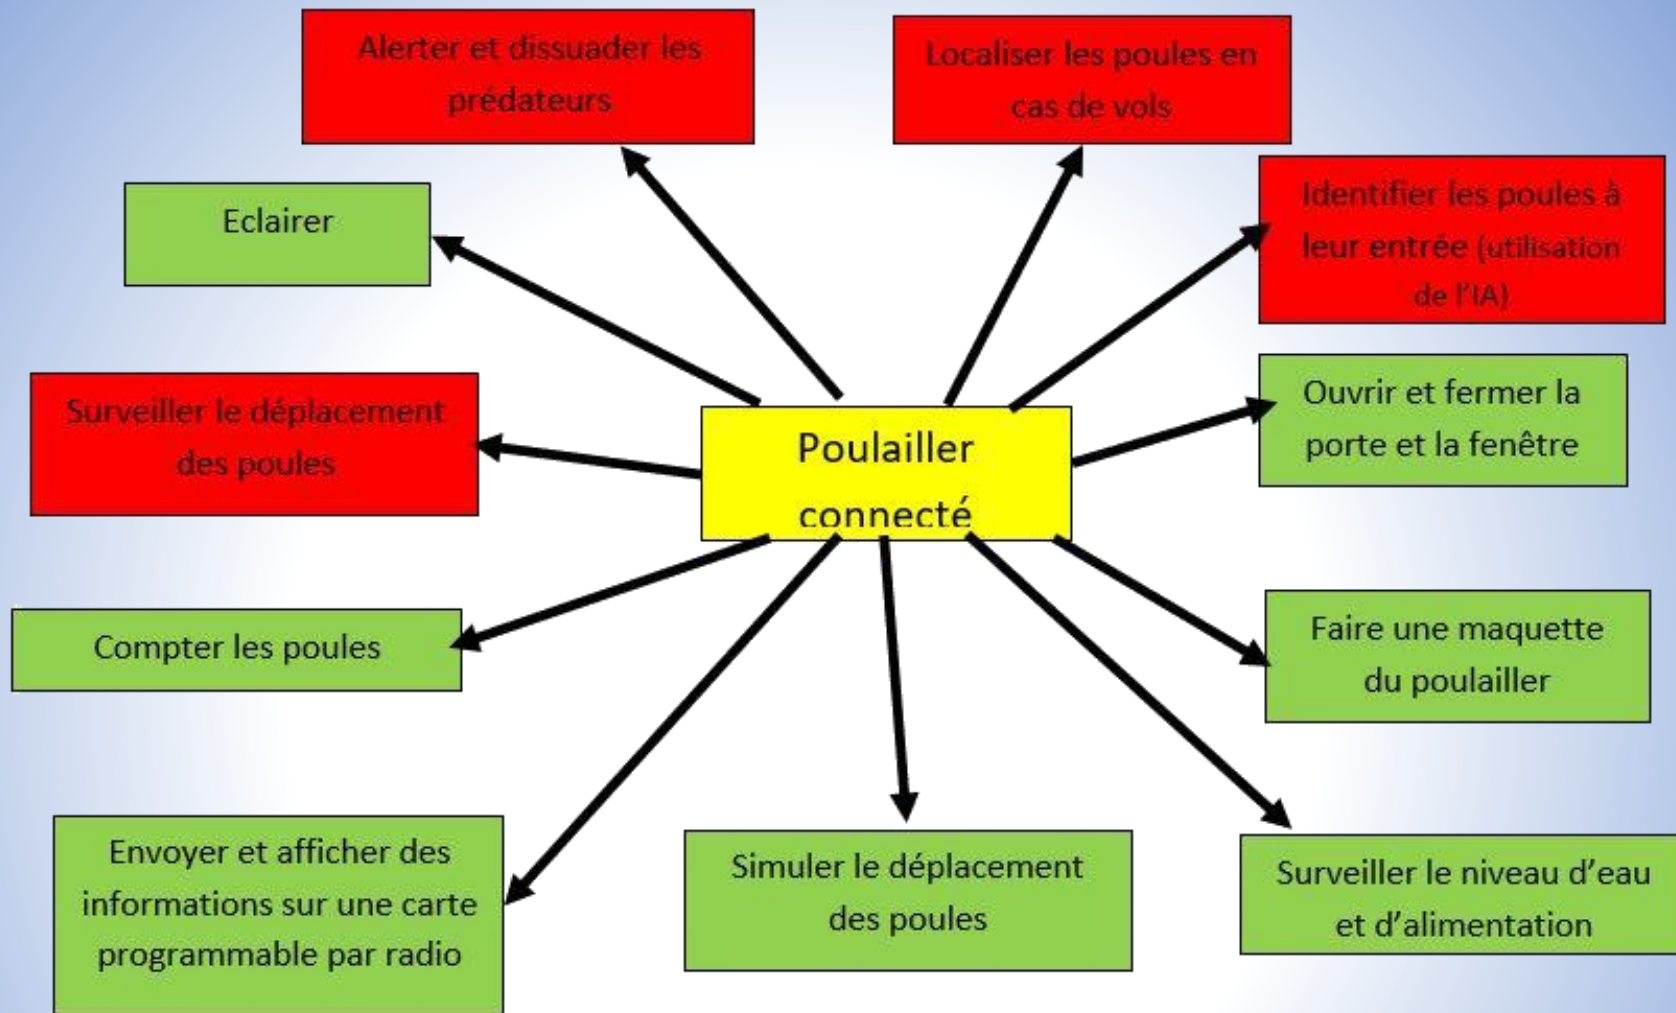 Alerter et dissuader les
prédateurs
Localiser les poules en
cas de vols
Eclairer
Identifier les poules à
leur entrée (utilisation
de l'IA)
Surveiller le déplacement
des poules
Poulailler
connecté
Ouvrir et fermer la
porte et la fenêtre
Compter les poules
Faire une maquette
du poulailler
Envoyer et afficher des
informations sur une carte
programmable par radio
Simuler le déplacement
des poules
Surveiller le niveau d'eau
et d'alimentation